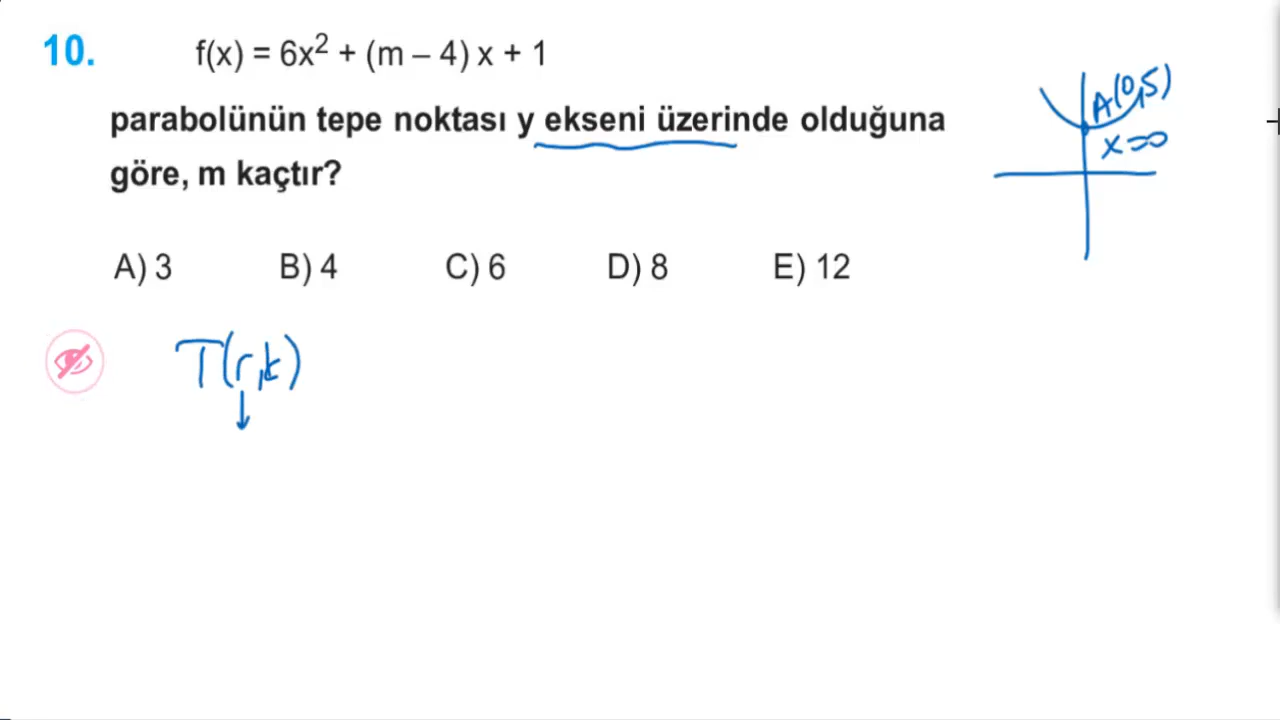 10. f(x) = 6x² + (m – 4) x + 1
parabolünün tepe noktası y ekseni üzerinde olduğuna
göre, m kaçtır?
A) 3 B) 4 C) 6 D) 8 E) 12
A(0,5)
x=0
T(r,k)